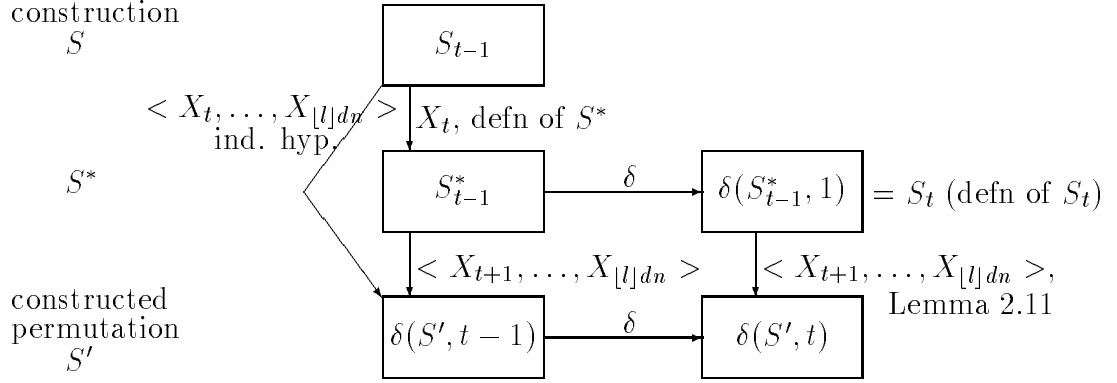 construction
S
S_{t−1}
< X_t, . . . , X_{⌊l⌋dn} >
ind. hyp.
X_t, defn of S*
S*
S*_{t−1}
δ
δ(S*_{t−1}, 1)
= S_t (defn of S_t)
< X_{t+1}, . . . , X_{⌊l⌋dn} >
< X_{t+1}, . . . , X_{⌊l⌋dn} >,
Lemma 2.11
constructed
permutation
S′
δ(S′, t − 1)
δ
δ(S′, t)